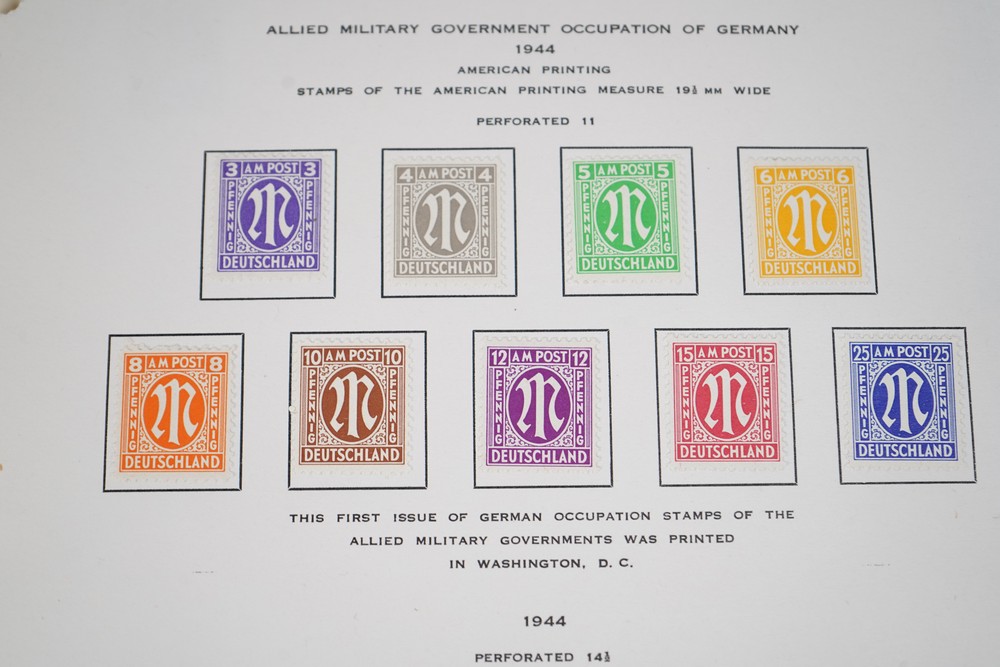 ALLIED MILITARY GOVERNMENT OCCUPATION OF GERMANY
1944
AMERICAN PRINTING
STAMPS OF THE AMERICAN PRINTING MEASURE 19½ MM WIDE
PERFORATED 11
3 AM POST 3
PFENNIG PFENNIG
DEUTSCHLAND
4 AM POST 4
PFENNIG PFENNIG
DEUTSCHLAND
5 AM POST 5
PFENNIG PFENNIG
DEUTSCHLAND
6 AM POST 6
PFENNIG PFENNIG
DEUTSCHLAND
8 AM POST 8
PFENNIG PFENNIG
DEUTSCHLAND
10 AM POST 10
PFENNIG PFENNIG
DEUTSCHLAND
12 AM POST 12
PFENNIG PFENNIG
DEUTSCHLAND
15 AM POST 15
PFENNIG PFENNIG
DEUTSCHLAND
25 AM POST 25
PFENNIG PFENNIG
DEUTSCHLAND
THIS FIRST ISSUE OF GERMAN OCCUPATION STAMPS OF THE
ALLIED MILITARY GOVERNMENTS WAS PRINTED
IN WASHINGTON, D. C.
1944
PERFORATED 14½